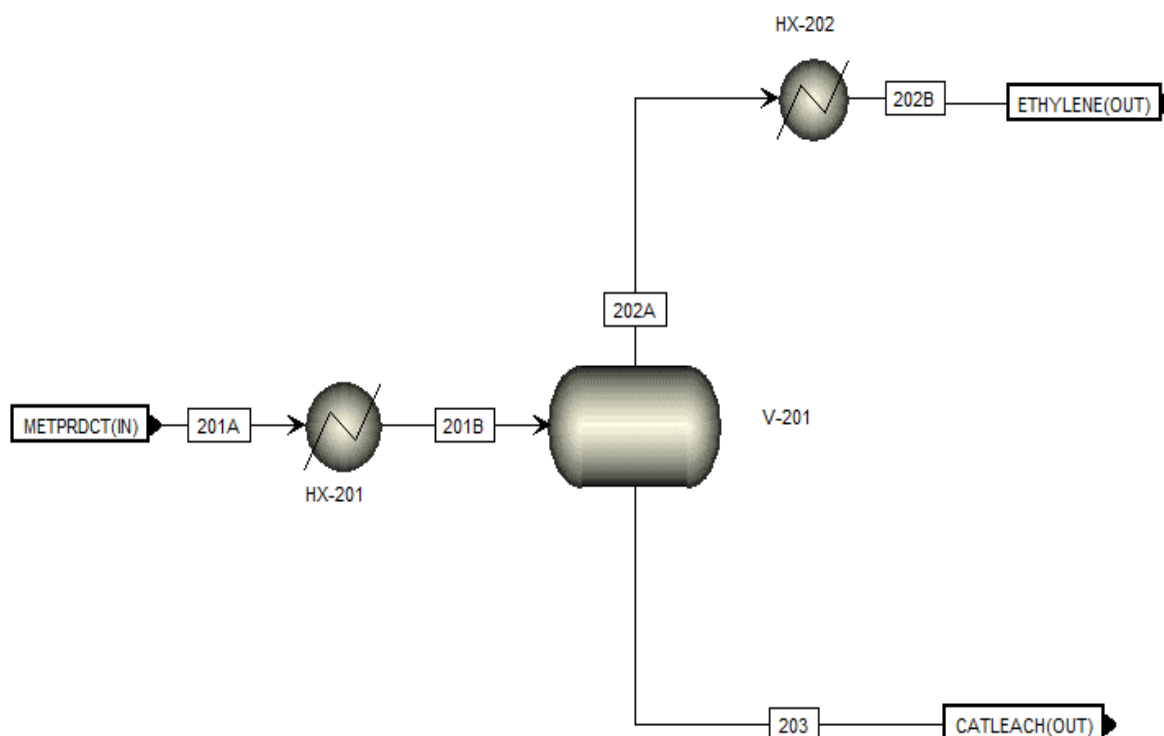 HX-202
202B
ETHYLENE(OUT)
202A
METPRDCT(IN)
201A
201B
V-201
HX-201
203
CATLEACH(OUT)